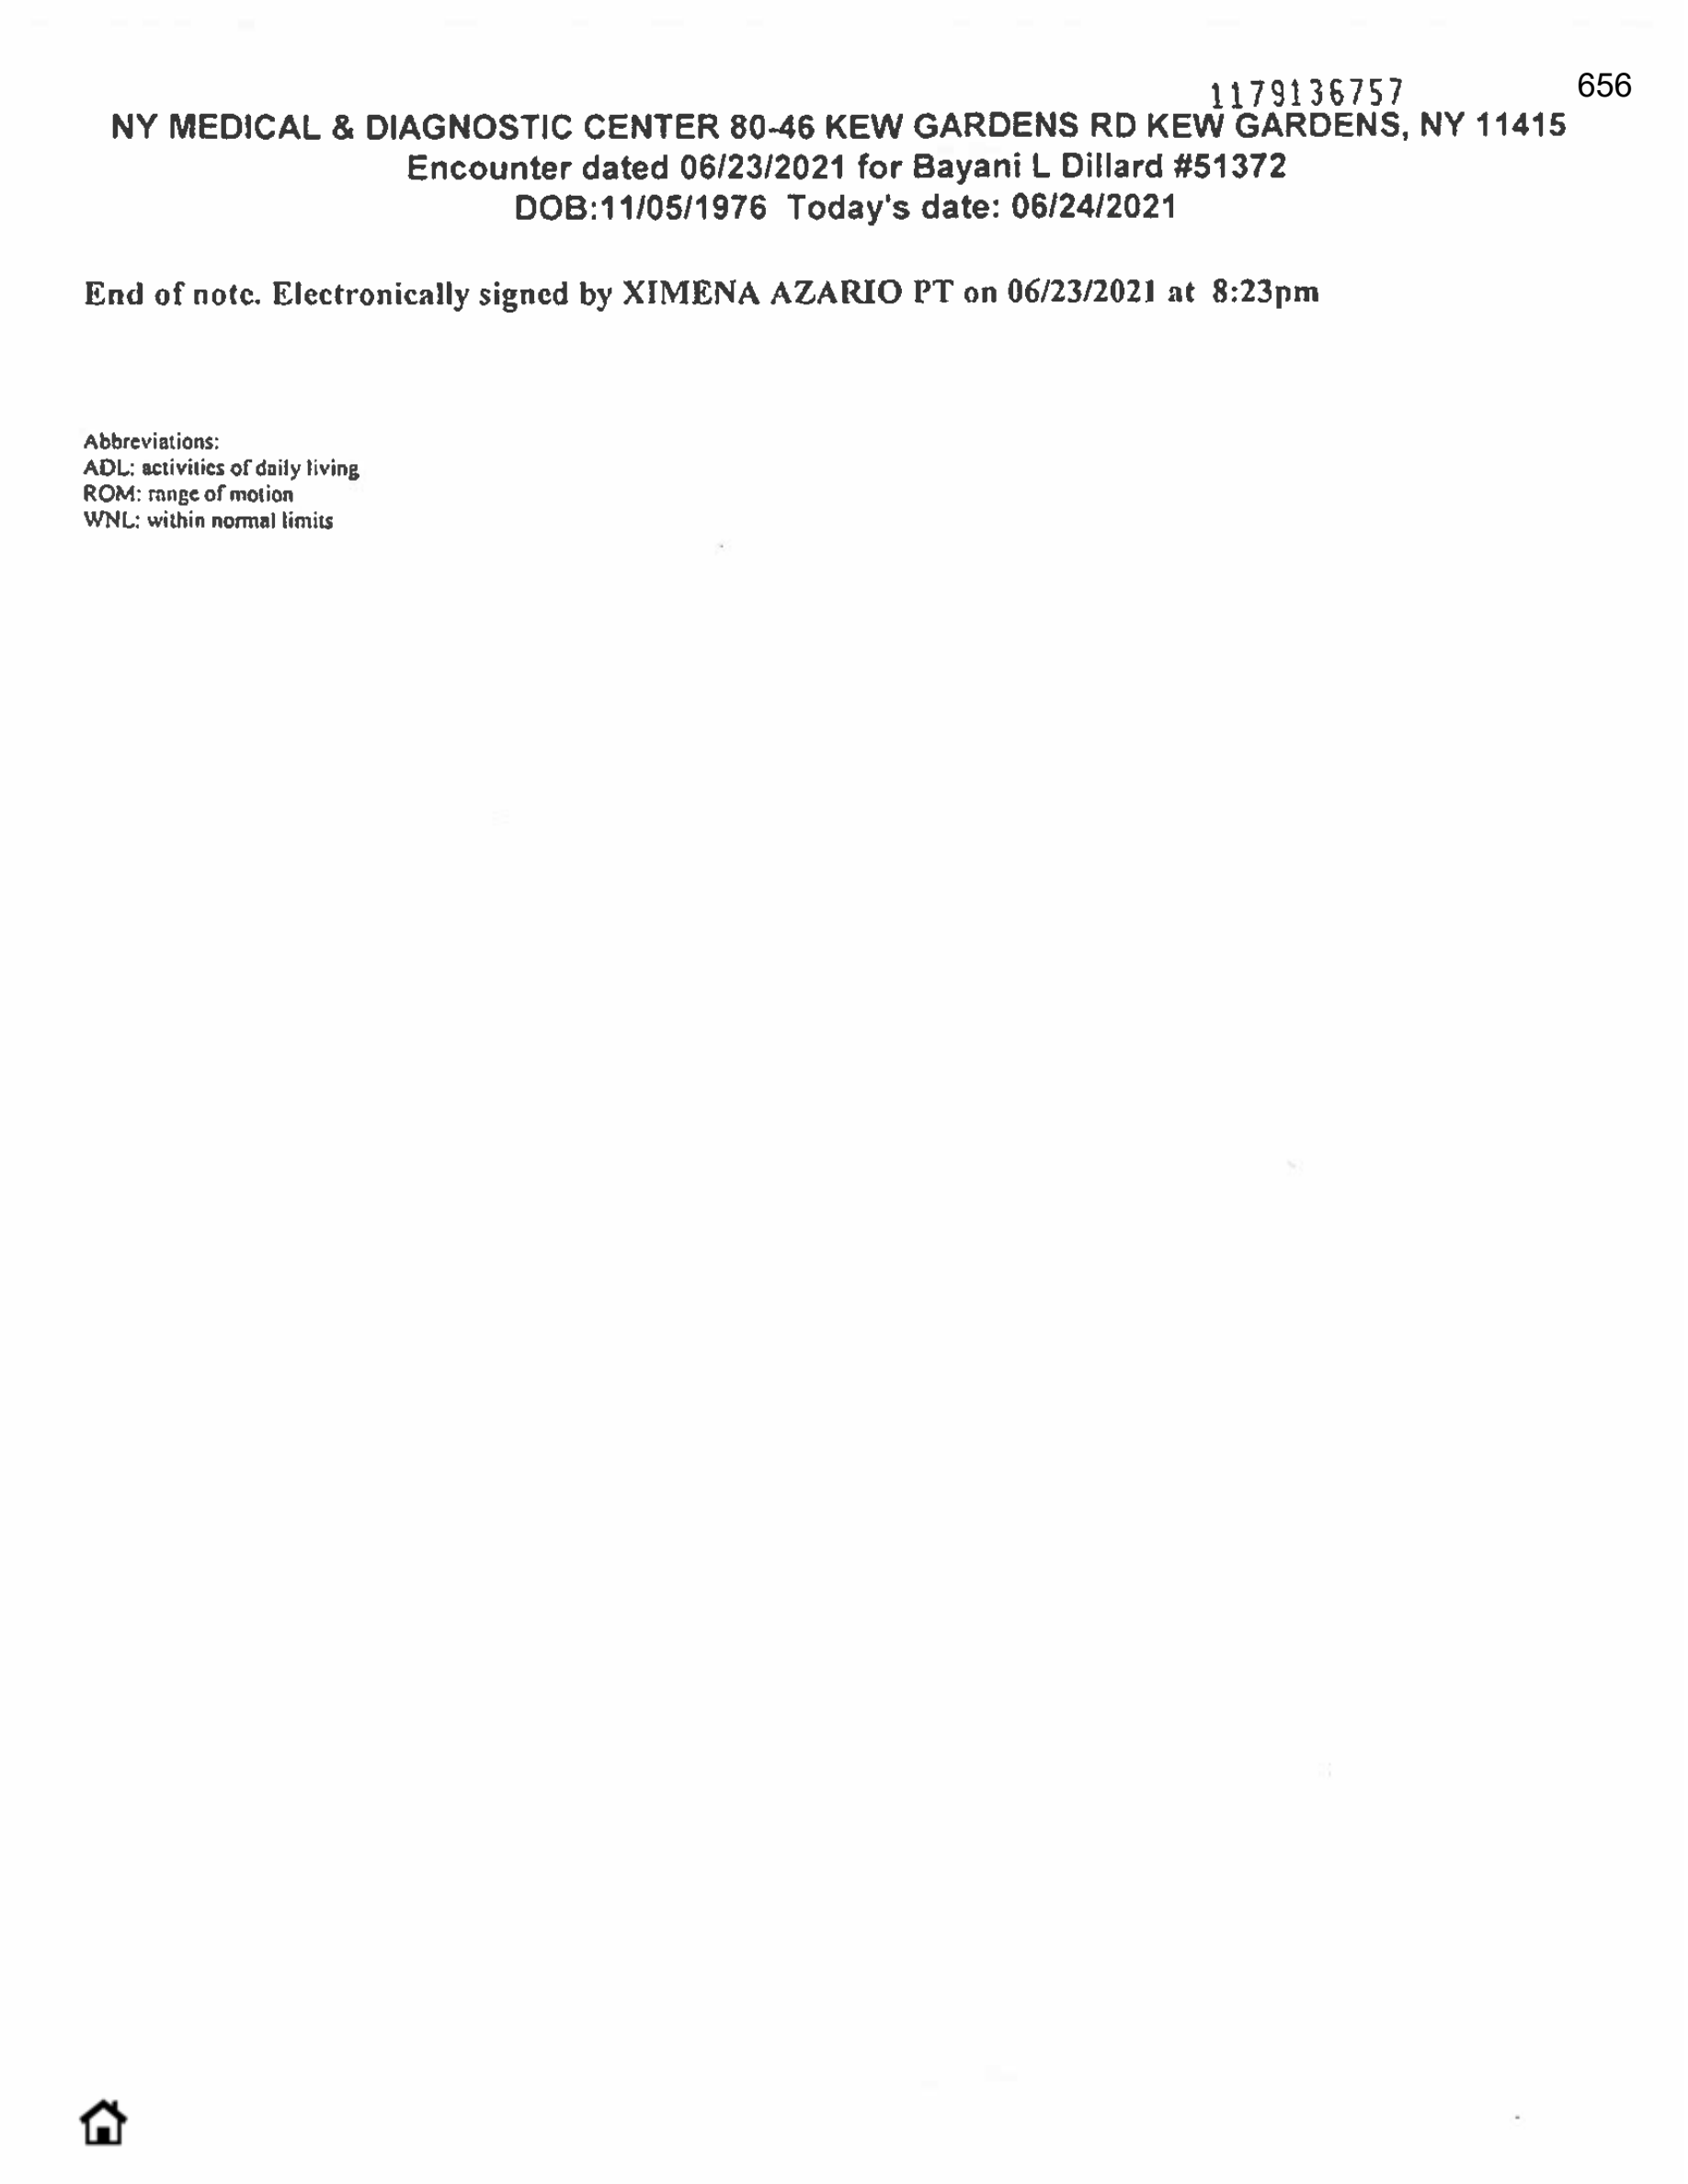 1179136757
656
NY MEDICAL & DIAGNOSTIC CENTER 80-46 KEW GARDENS RD KEW GARDENS, NY 11415
Encounter dated 06/23/2021 for Bayani L Dillard #51372
DOB:11/05/1976 Today's date: 06/24/2021
End of note. Electronically signed by XIMENA AZARIO PT on 06/23/2021 at 8:23pm
Abbreviations:
ADL: activities of daily living
ROM: range of motion
WNL: within normal limits